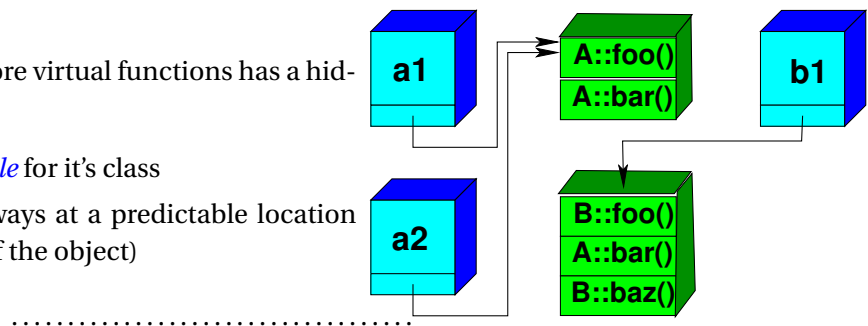 ore virtual functions has a hid-
le for it's class
ways at a predictable location
f the object)
....................................
a1
A::foo()
A::bar()
b1
a2
B::foo()
A::bar()
B::baz()